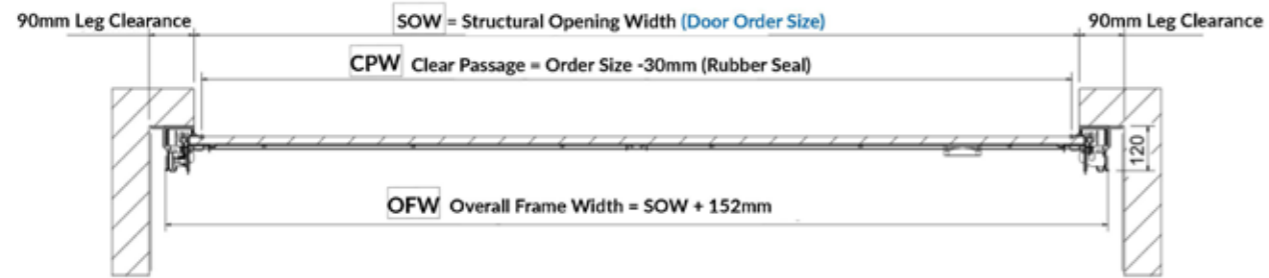 90mm Leg Clearance
SOW = Structural Opening Width (Door Order Size)
90mm Leg Clearance
CPW Clear Passage = Order Size -30mm (Rubber Seal)
120
OFW Overall Frame Width = SOW + 152mm